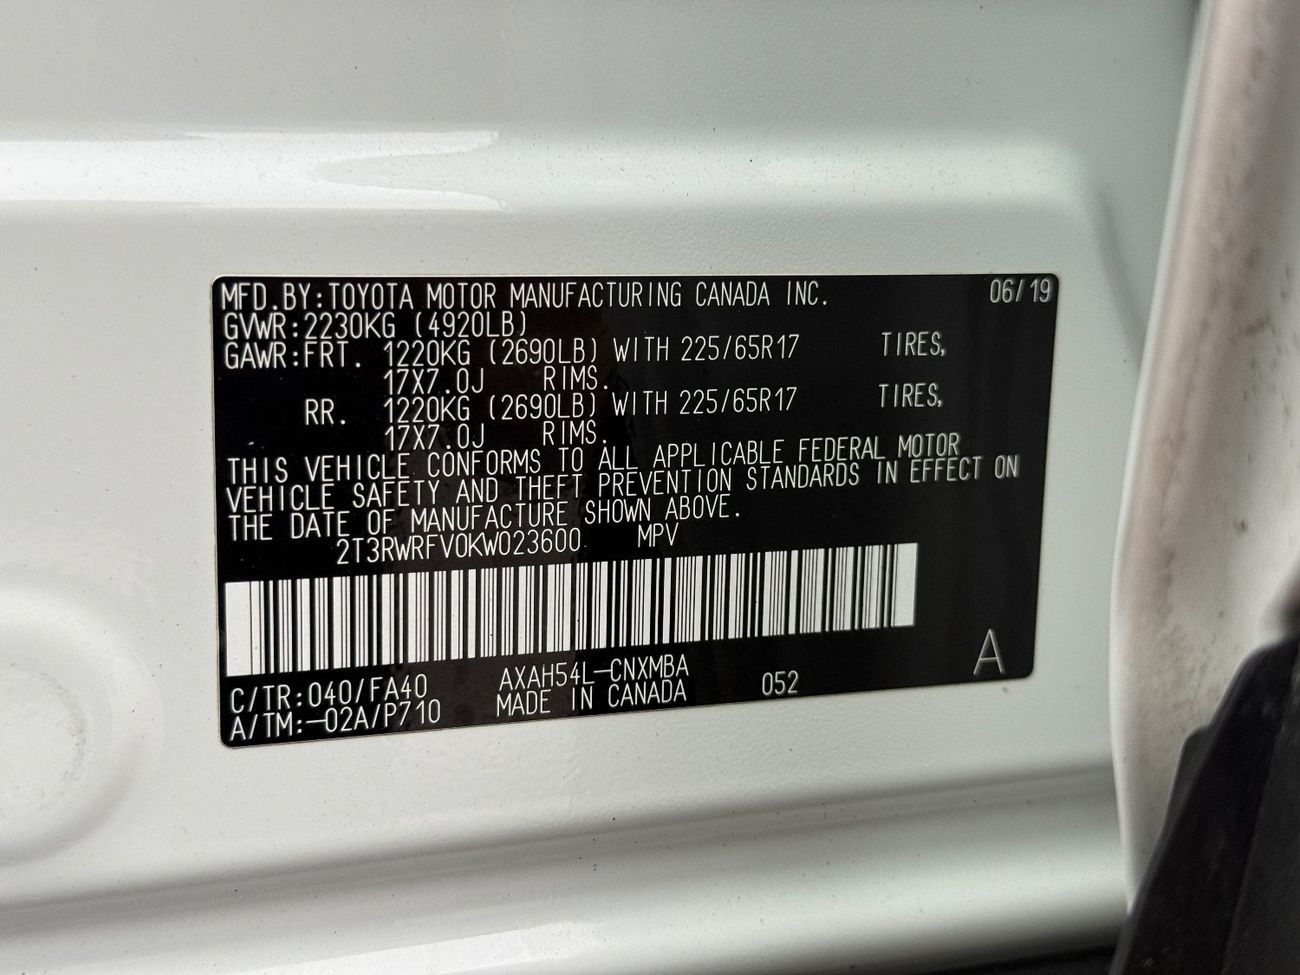 MFD.BY:TOYOTA MOTOR MANUFACTURING CANADA INC. 06/19
GVWR:2230KG (4920LB)
GAWR:FRT. 1220KG (2690LB) WITH 225/65R17 TIRES,
17X7.0J RIMS.
RR. 1220KG (2690LB) WITH 225/65R17 TIRES,
17X7.0J RIMS.
THIS VEHICLE CONFORMS TO ALL APPLICABLE FEDERAL MOTOR
VEHICLE SAFETY AND THEFT PREVENTION STANDARDS IN EFFECT ON
THE DATE OF MANUFACTURE SHOWN ABOVE.
2T3RWRFV0KW023600 MPV
C/TR:040/FA40 AXAH54L-CNXMBA 052 A
A/TM:-02A/P710 MADE IN CANADA